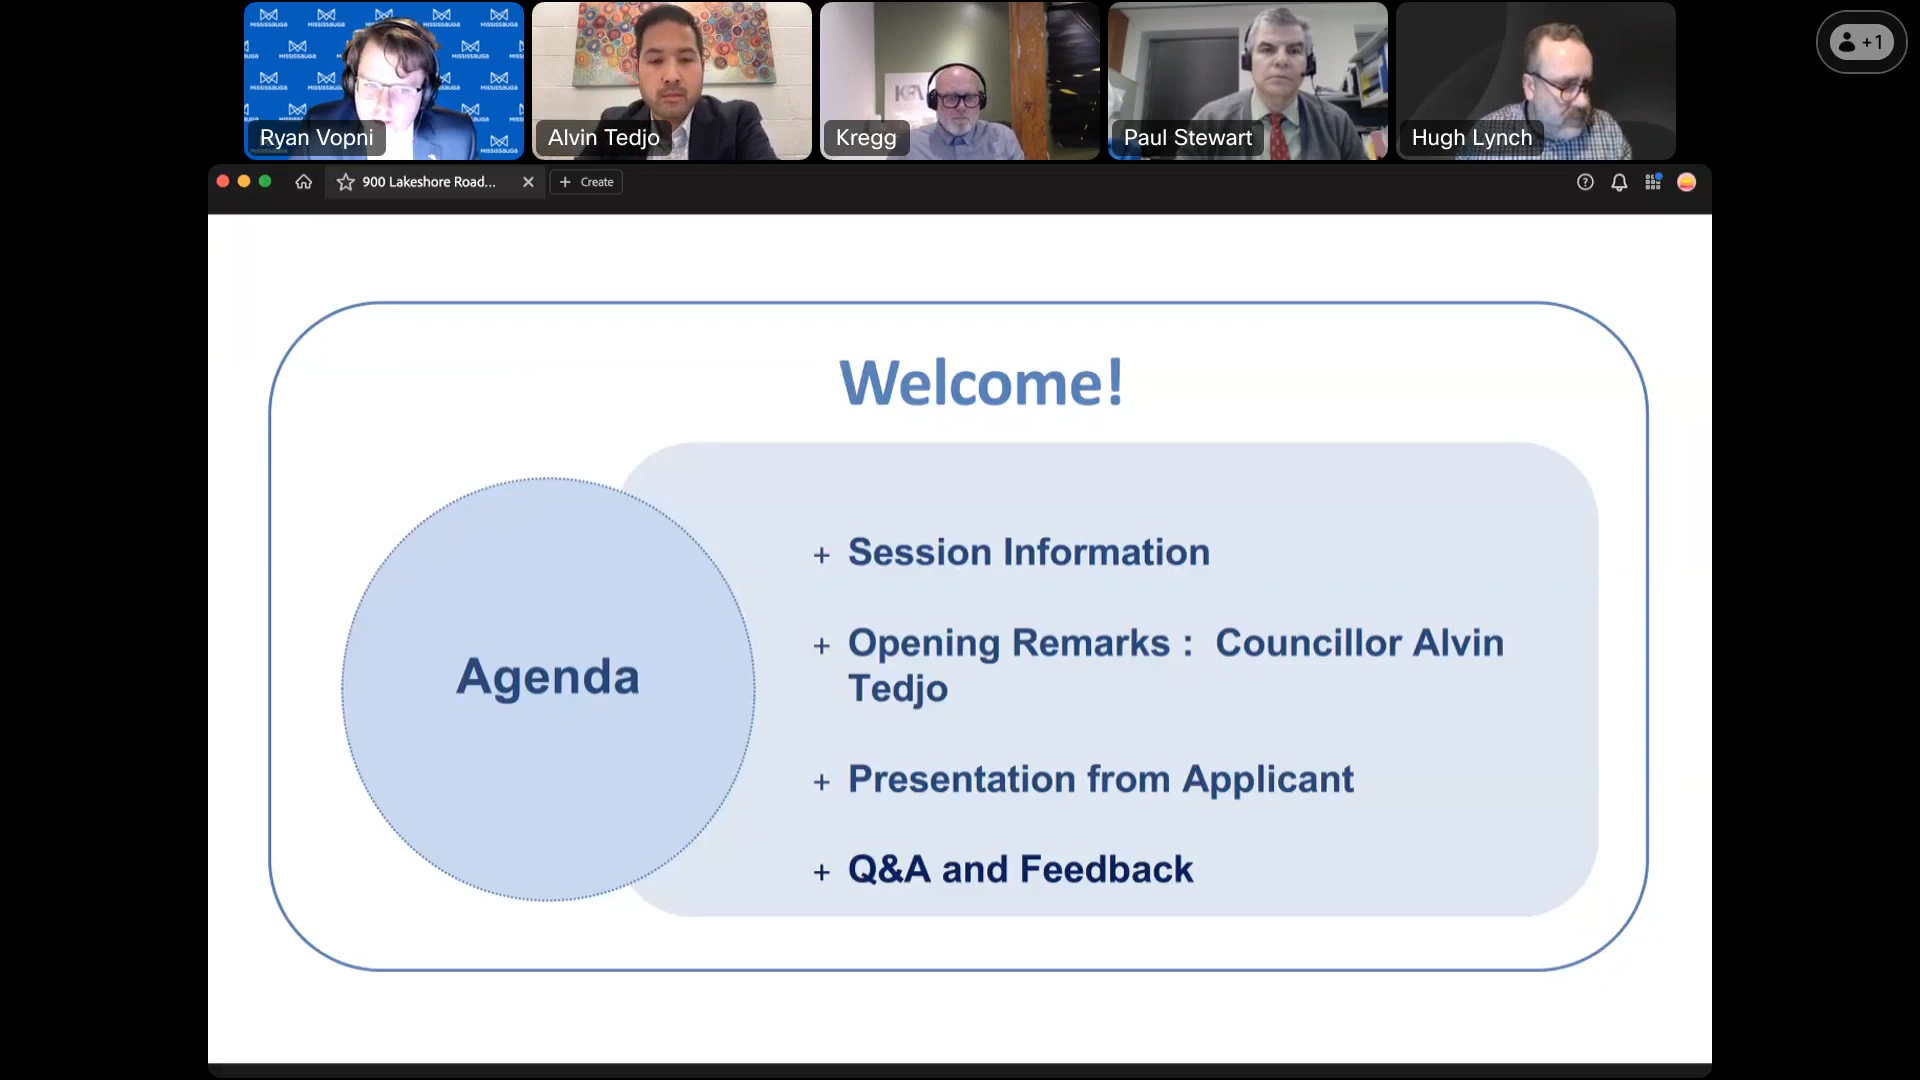 MISSISSAUGA
Ryan Vopni
Alvin Tedjo
Kregg
Paul Stewart
Hugh Lynch
+1
900 Lakeshore Road...
+ Create
Welcome!
Agenda
+ Session Information
+ Opening Remarks : Councillor Alvin
Tedjo
+ Presentation from Applicant
+ Q&A and Feedback